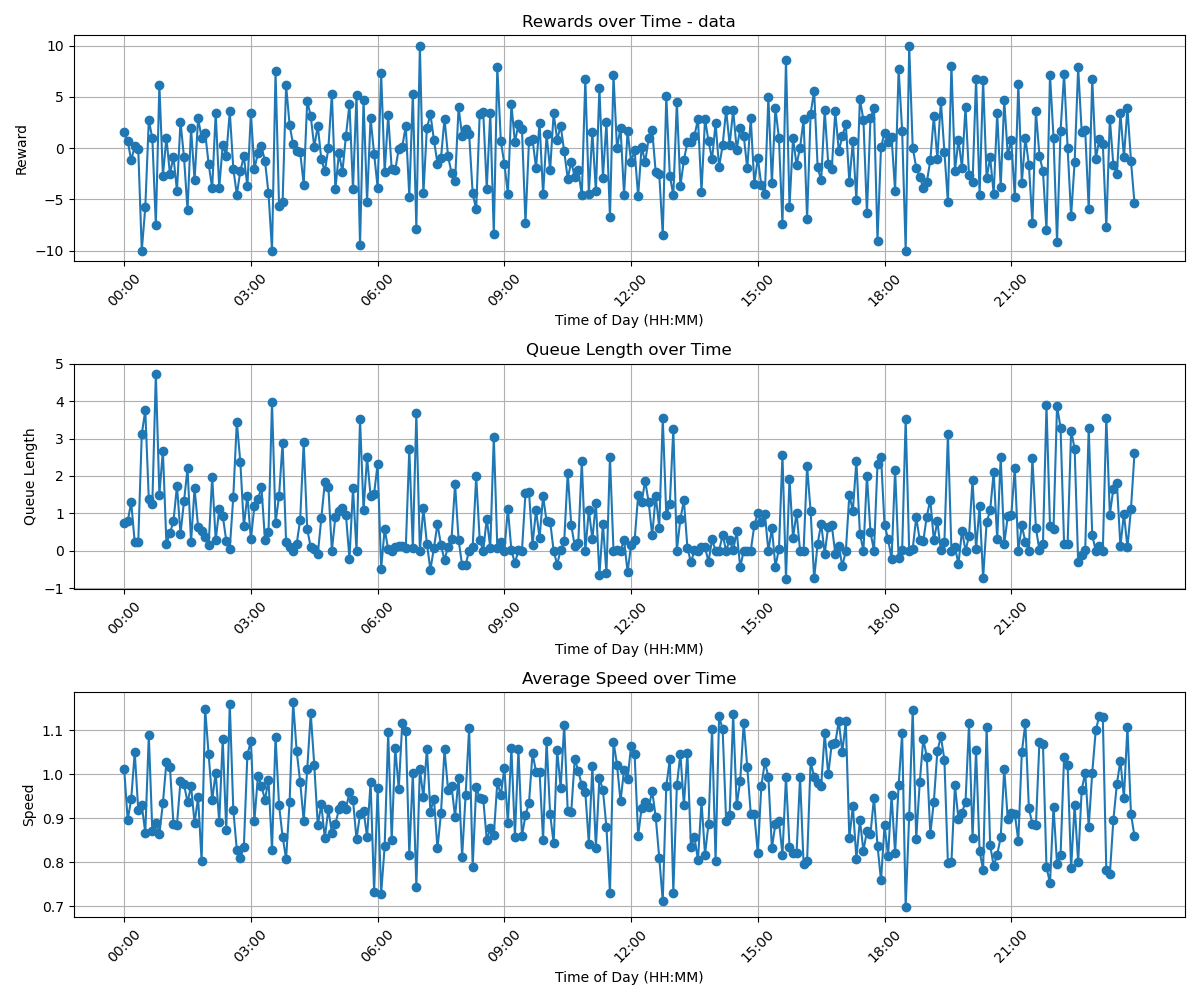 Rewards over Time - data
10
5
0
−5
−10
Reward
00:00 03:00 06:00 09:00 12:00 15:00 18:00 21:00
Time of Day (HH:MM)
Queue Length over Time
5
4
3
2
1
0
−1
Queue Length
00:00 03:00 06:00 09:00 12:00 15:00 18:00 21:00
Time of Day (HH:MM)
Average Speed over Time
1.1
1.0
0.9
0.8
0.7
Speed
00:00 03:00 06:00 09:00 12:00 15:00 18:00 21:00
Time of Day (HH:MM)